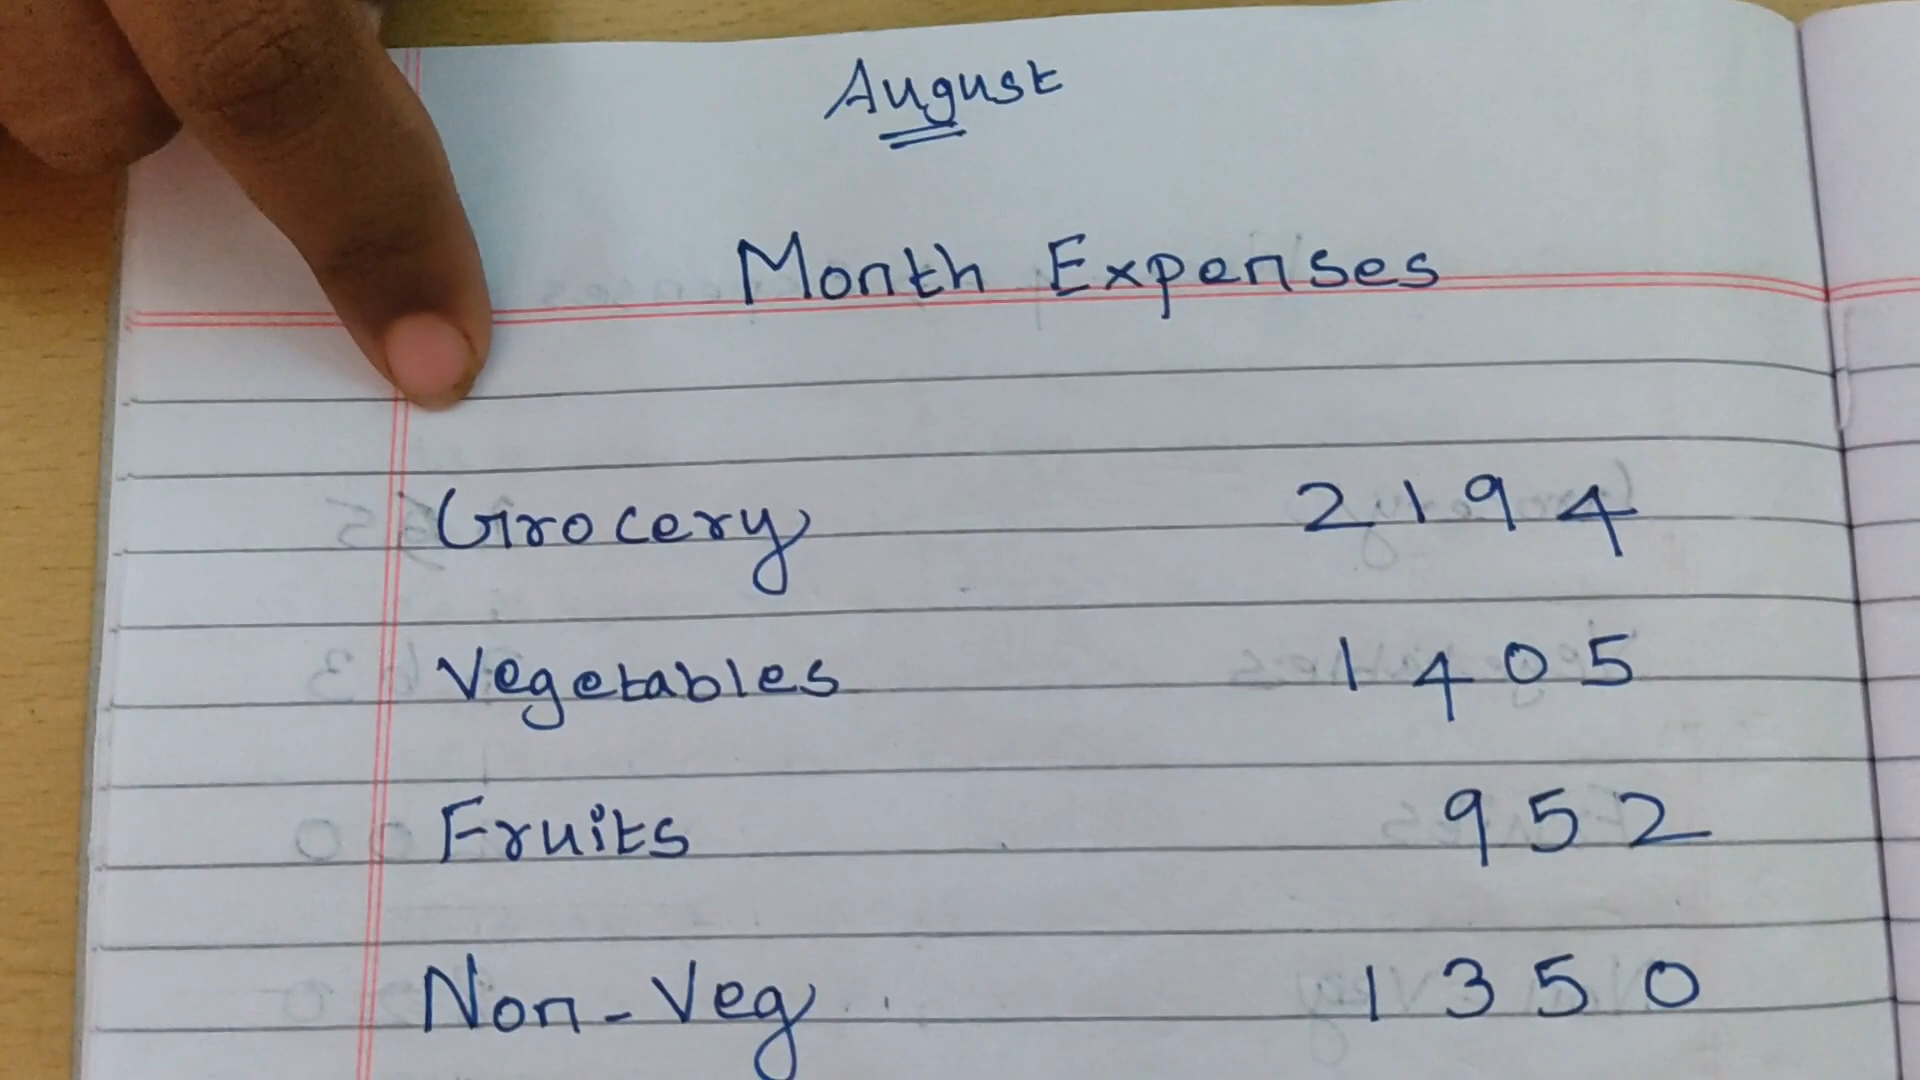 August
Month Expenses
Grocery 2194
Vegetables 1405
Fruits 952
Non-Veg 1350